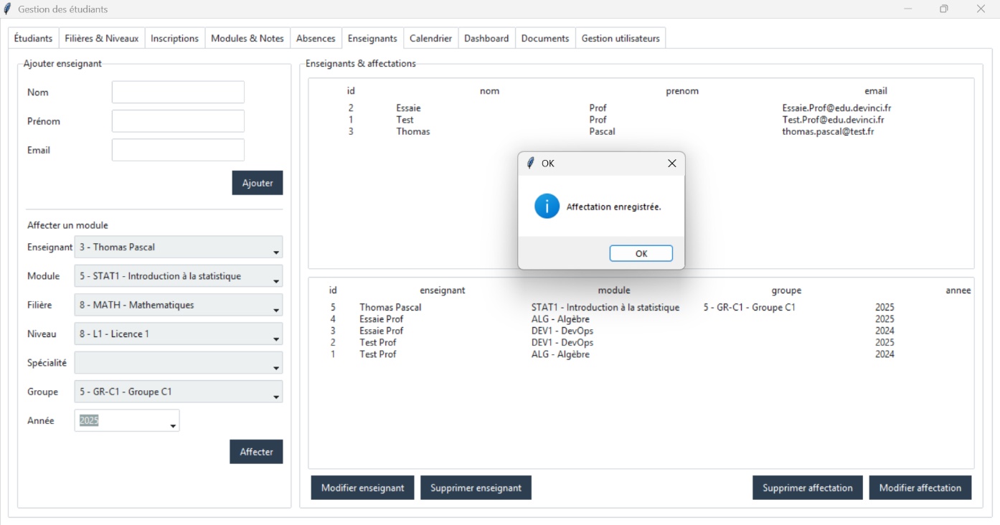 Gestion des étudiants
Étudiants Filières & Niveaux Inscriptions Modules & Notes Absences Enseignants Calendrier Dashboard Documents Gestion utilisateurs
Ajouter enseignant
Nom
Prénom
Email
Ajouter
Affecter un module
Enseignant 3 - Thomas Pascal
Module 5 - STAT1 - Introduction à la statistique
Filière 8 - MATH - Mathematiques
Niveau 8 - L1 - Licence 1
Spécialité
Groupe 5 - GR-C1 - Groupe C1
Année 2025
Affecter
Enseignants & affectations
id nom prenom email
2 Essaie Prof Essaie.Prof@edu.devinci.fr
1 Test Prof Test.Prof@edu.devinci.fr
3 Thomas Pascal thomas.pascal@test.fr
OK
Affectation enregistrée.
OK
id enseignant module groupe annee
5 Thomas Pascal STAT1 - Introduction à la statistique 5 - GR-C1 - Groupe C1 2025
4 Essaie Prof ALG - Algèbre 2025
3 Essaie Prof DEV1 - DevOps 2024
2 Test Prof DEV1 - DevOps 2025
1 Test Prof ALG - Algèbre 2024
Modifier enseignant Supprimer enseignant Supprimer affectation Modifier affectation